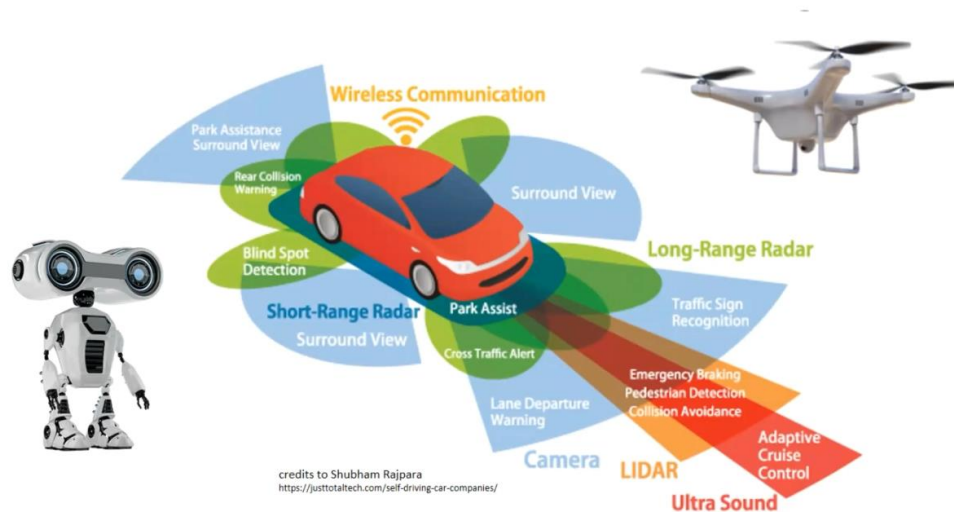 Wireless Communication
Park Assistance
Surround View
Rear Collision
Warning
Surround View
Blind Spot
Detection
Long-Range Radar
Short-Range Radar
Park Assist
Traffic Sign
Recognition
Surround View
Cross Traffic Alert
Emergency Braking
Pedestrian Detection
Collision Avoidance
Lane Departure
Warning
Adaptive
Cruise
Control
Camera
LIDAR
Ultra Sound
credits to Shubham Rajpara
https://justtotaltech.com/self-driving-car-companies/